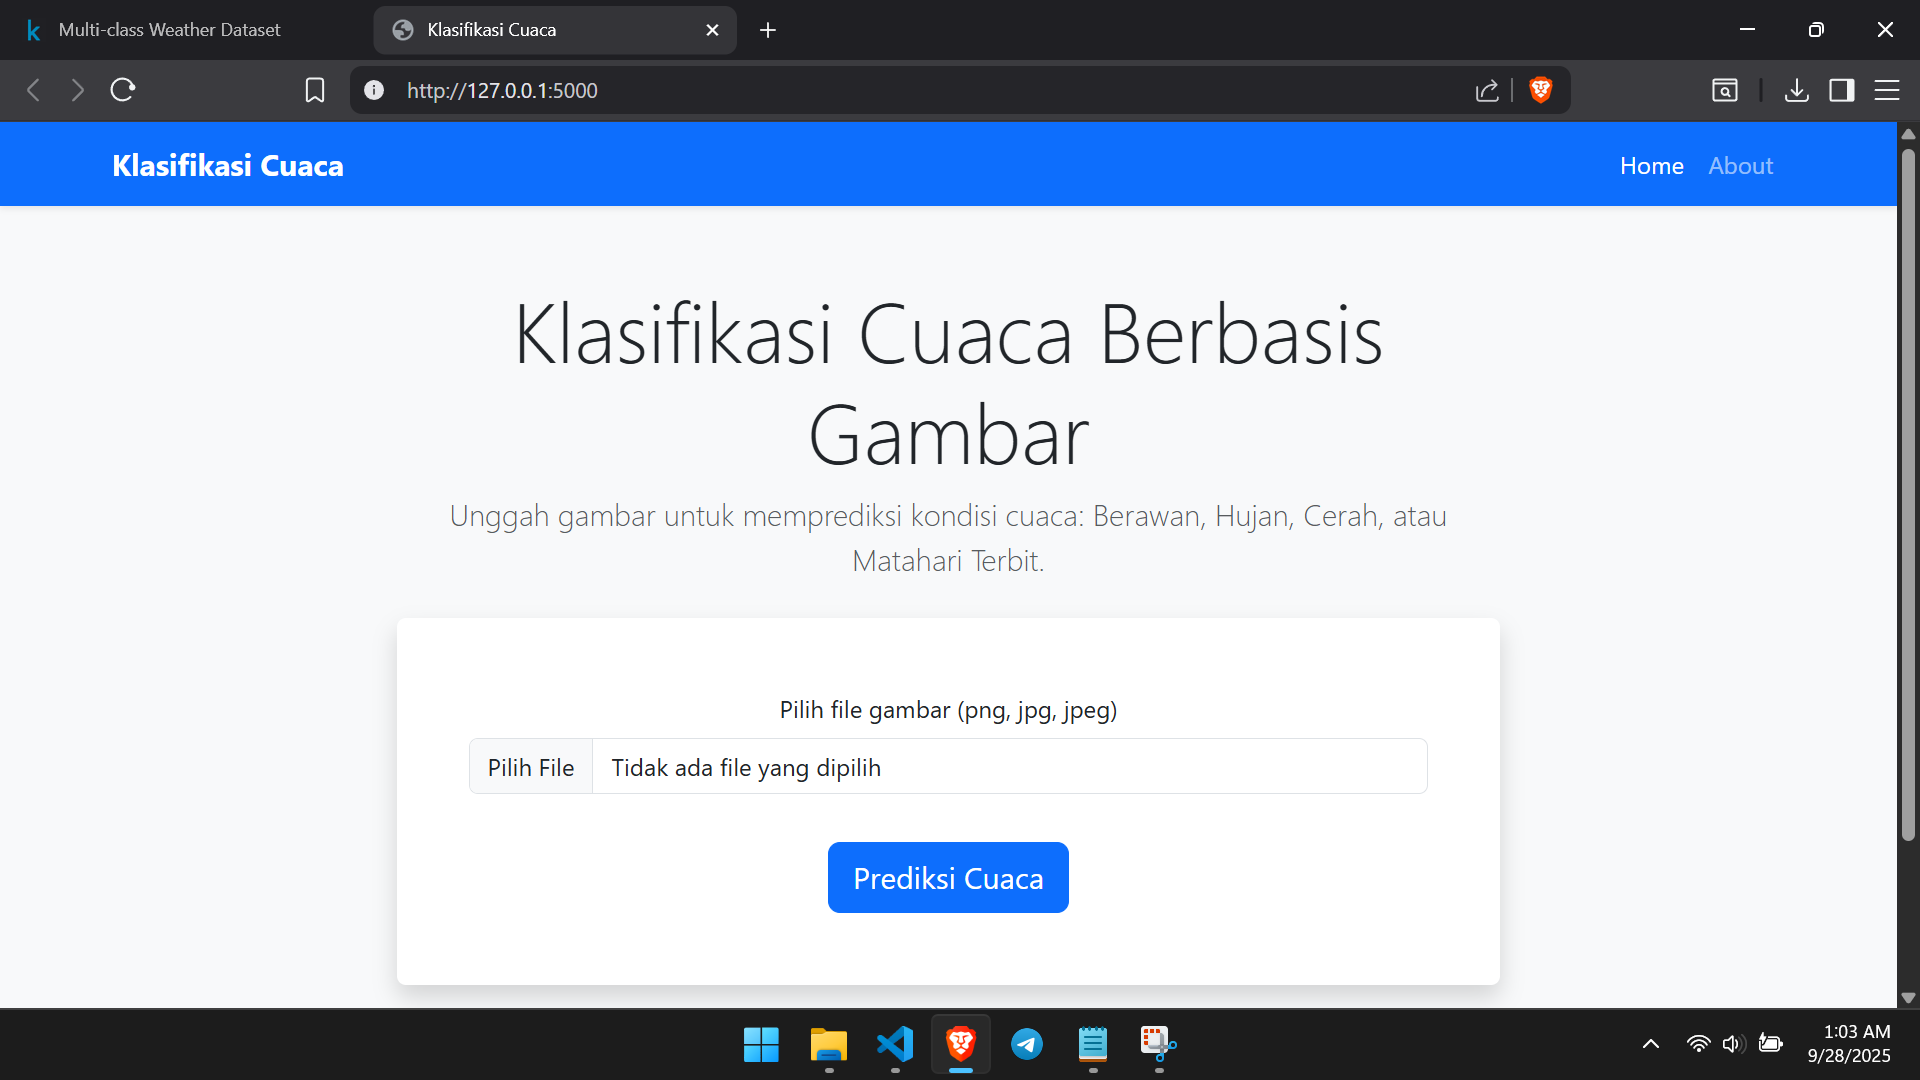 Multi-class Weather Dataset
Klasifikasi Cuaca
http://127.0.0.1:5000
Klasifikasi Cuaca
Home
About
Klasifikasi Cuaca Berbasis
Gambar
Unggah gambar untuk memprediksi kondisi cuaca: Berawan, Hujan, Cerah, atau
Matahari Terbit.
Pilih file gambar (png, jpg, jpeg)
Pilih File
Tidak ada file yang dipilih
Prediksi Cuaca
1:03 AM
9/28/2025